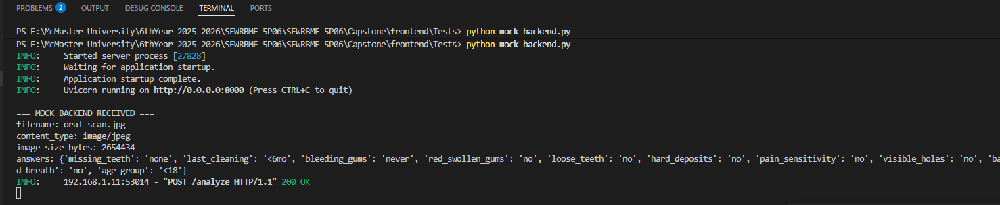 PROBLEMS 2 OUTPUT DEBUG CONSOLE TERMINAL PORTS
PS E:\McMaster_University\6thYear_2025-2026\SFWRBME_5P06\SFWRBME-5P06\Capstone\frontend\Tests> python mock_backend.py
PS E:\McMaster_University\6thYear_2025-2026\SFWRBME_5P06\SFWRBME-5P06\Capstone\frontend\Tests> python mock_backend.py
INFO:     Started server process [27828]
INFO:     Waiting for application startup.
INFO:     Application startup complete.
INFO:     Uvicorn running on http://0.0.0.0:8000 (Press CTRL+C to quit)
=== MOCK BACKEND RECEIVED ===
filename: oral_scan.jpg
content_type: image/jpeg
image_size_bytes: 2654434
answers: {'missing_teeth': 'none', 'last_cleaning': '<6mo', 'bleeding_gums': 'never', 'red_swollen_gums': 'no', 'loose_teeth': 'no', 'hard_deposits': 'no', 'pain_sensitivity': 'no', 'visible_holes': 'no', 'ba
d_breath': 'no', 'age_group': '<18'}
INFO:     192.168.1.11:53014 - "POST /analyze HTTP/1.1" 200 OK